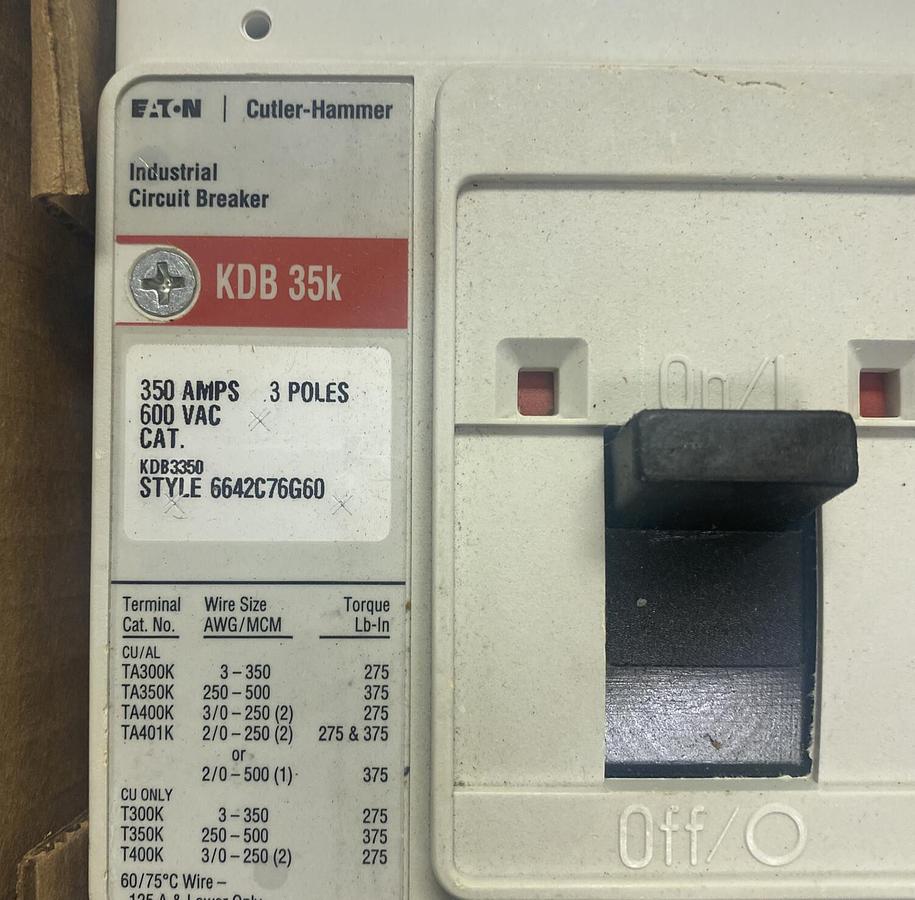 EATON | Cutler-Hammer
Industrial
Circuit Breaker
KDB 35k
350 AMPS 3 POLES
600 VAC
CAT.
KDB3350
STYLE 6642C76G60
Terminal Wire Size Torque
Cat. No. AWG/MCM Lb-In
CU/AL
TA300K 3 – 350 275
TA350K 250 – 500 375
TA400K 3/0 – 250 (2) 275
TA401K 2/0 – 250 (2) 275 & 375
or
2/0 – 500 (1) 375
CU ONLY
T300K 3 – 350 275
T350K 250 – 500 375
T400K 3/0 – 250 (2) 275
60/75°C Wire –
125 A & Lower Only
On/I
Off/O